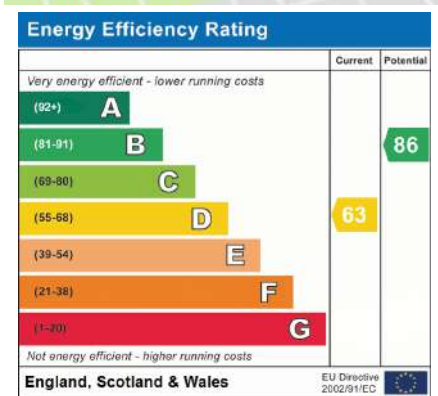 Energy Efficiency Rating
Current Potential
Very energy efficient - lower running costs
(92+) A
(81-91) B 86
(69-80) C
(55-68) D 63
(39-54) E
(21-38) F
(1-20) G
Not energy efficient - higher running costs
England, Scotland & Wales
EU Directive
2002/91/EC